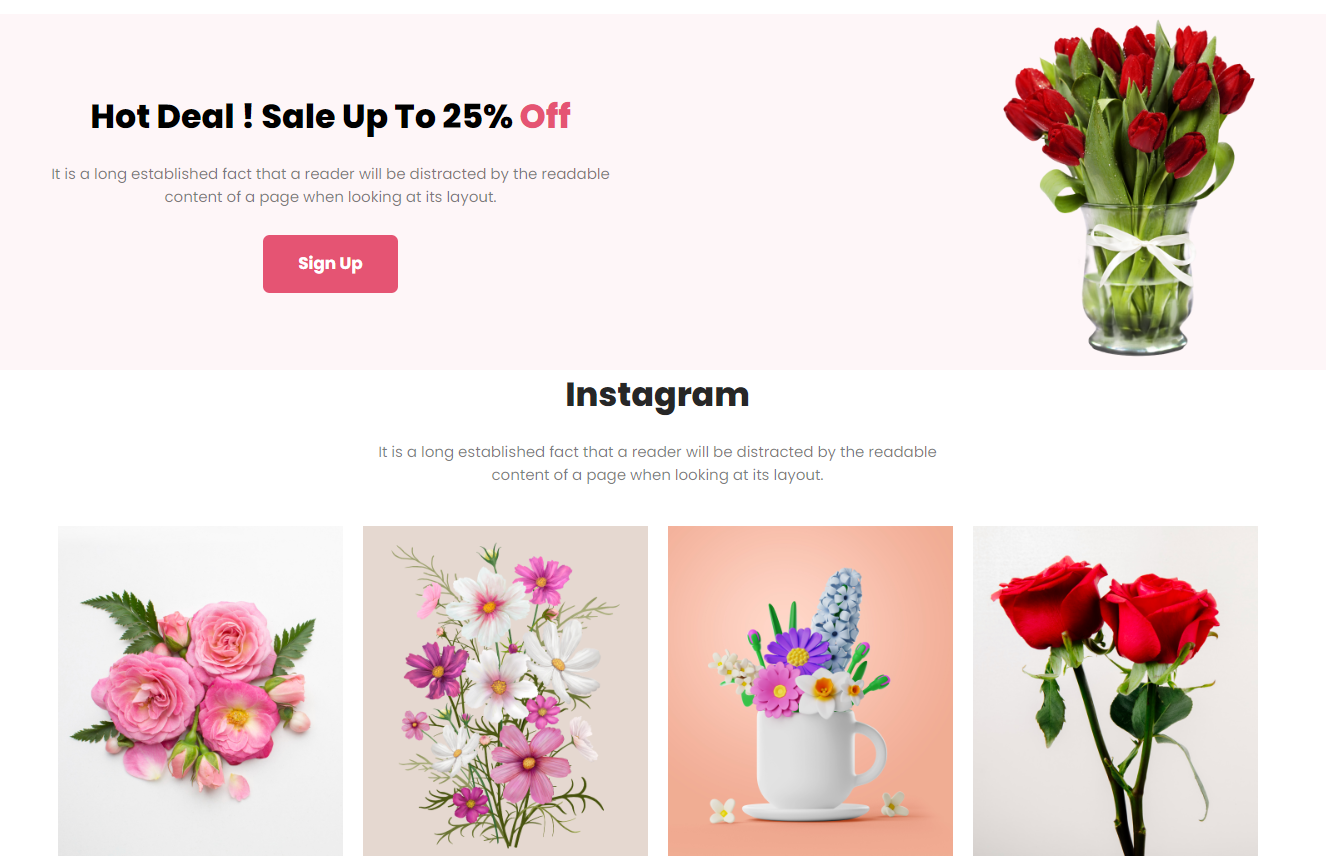 Hot Deal ! Sale Up To 25% Off
It is a long established fact that a reader will be distracted by the readable
content of a page when looking at its layout.
Sign Up
Instagram
It is a long established fact that a reader will be distracted by the readable
content of a page when looking at its layout.